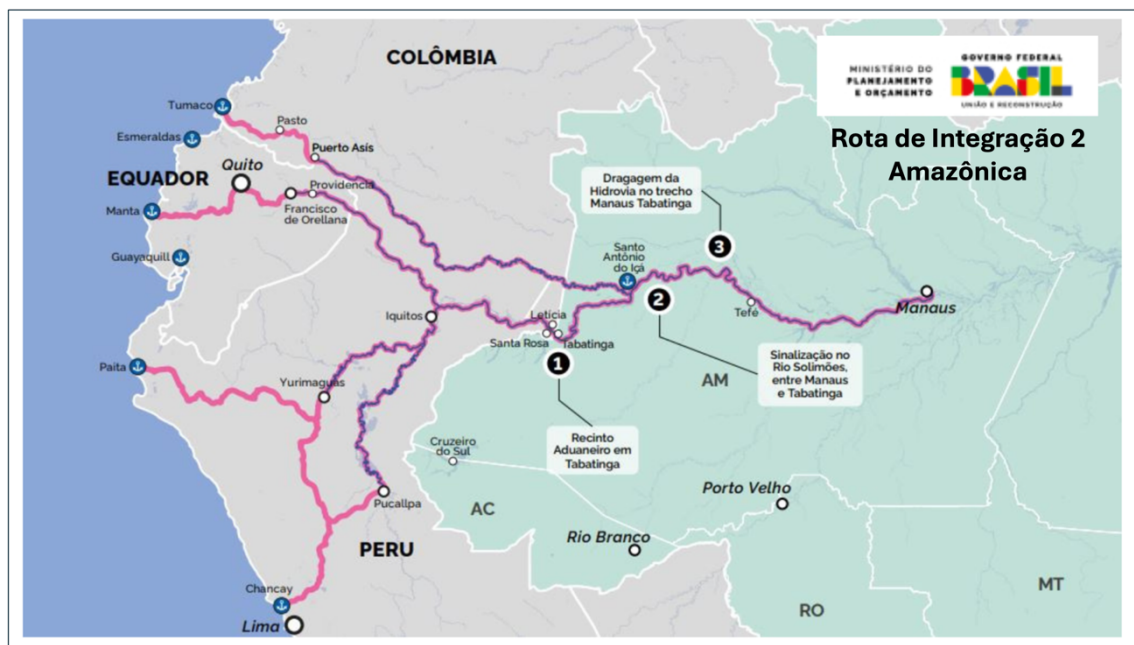 COLÔMBIA
MINISTÉRIO DO
PLANEJAMENTO
E ORÇAMENTO
GOVERNO FEDERAL
BRASIL
UNIÃO E RECONSTRUÇÃO
Rota de Integração 2
Amazônica
Tumaco
Pasto
Esmeraldas
Puerto Asís
Quito
EQUADOR
Providencia
Francisco
de Orellana
Manta
Guayaquill
Dragagem da
Hidrovia no trecho
Manaus Tabatinga
3
Santo
Antônio
do Içá
2
Manaus
Tefé
Iquitos
Letícia
Santa Rosa
Tabatinga
1
Sinalização no
Rio Solimões,
entre Manaus
e Tabatinga
Paita
Yurimaguas
AM
Recinto
Aduaneiro em
Tabatinga
Cruzeiro
do Sul
Pucallpa
AC
Porto Velho
Rio Branco
PERU
Chancay
Lima
RO
MT